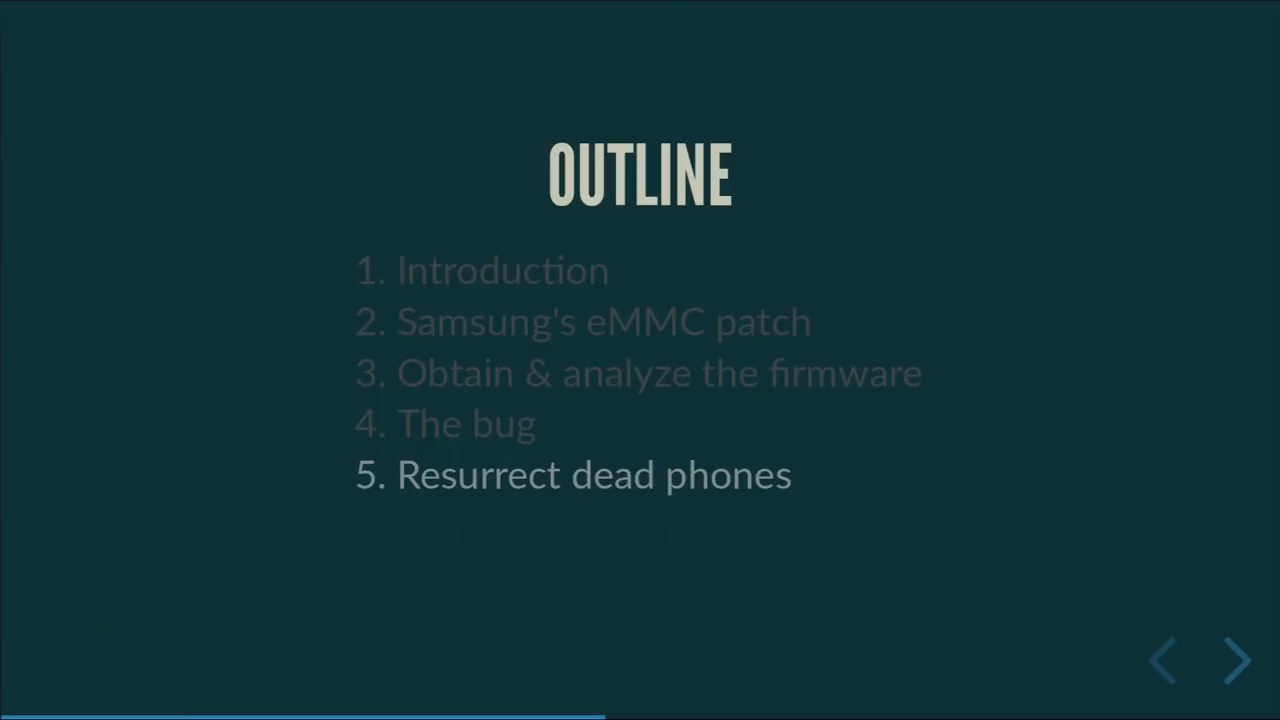 OUTLINE
1. Introduction
2. Samsung's eMMC patch
3. Obtain & analyze the firmware
4. The bug
5. Resurrect dead phones